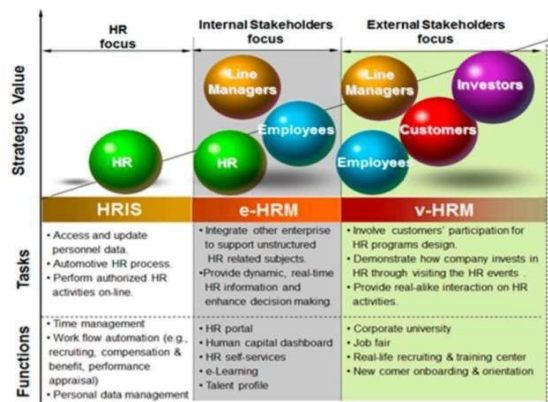 HR
focus
Internal Stakeholders
focus
External Stakeholders
focus
Strategic Value
HR
Line
Managers
Employees
HR
Line
Managers
Investors
Customers
Employees
HRIS
e-HRM
v-HRM
Tasks
• Access and update
personnel data.
• Automotive HR process.
• Perform authorized HR
activities on-line.
• Integrate other enterprise
to support unstructured
HR related subjects.
• Provide dynamic, real-time
HR information and
enhance decision making.
• Involve customers' participation for
HR programs design.
• Demonstrate how company invests in
HR through visiting the HR events .
• Provide real-alike interaction on HR
activities.
Functions
• Time management
• Work flow automation (e.g.,
recruiting, compensation &
benefit, performance
appraisal)
• Personal data management
• HR portal
• Human capital dashboard
• HR self-services
• e-Learning
• Talent profile
• Corporate university
• Job fair
• Real-life recruiting & training center
• New comer onboarding & orientation